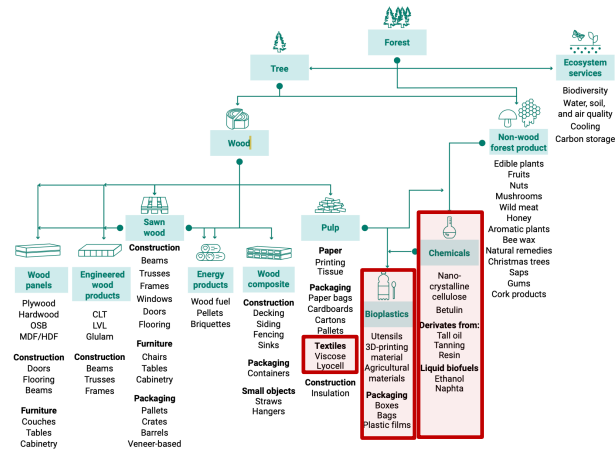 Forest
Tree
Ecosystem
services
Biodiversity
Water, soil,
and air quality
Cooling
Carbon storage
Wood
Non-wood
forest product
Edible plants
Fruits
Nuts
Mushrooms
Wild meat
Honey
Aromatic plants
Bee wax
Natural remedies
Christmas trees
Saps
Gums
Cork products
Wood
panels
Plywood
Hardwood
OSB
MDF/HDF
Construction
Doors
Flooring
Beams
Furniture
Couches
Tables
Cabinetry
Engineered
wood
products
CLT
LVL
Glulam
Construction
Beams
Trusses
Frames
Sawn
wood
Construction
Beams
Trusses
Frames
Windows
Doors
Flooring
Furniture
Chairs
Tables
Cabinetry
Packaging
Pallets
Crates
Barrels
Veneer-based
Energy
products
Wood fuel
Pellets
Briquettes
Wood
composite
Construction
Decking
Siding
Fencing
Sinks
Packaging
Containers
Small objects
Straws
Hangers
Pulp
Paper
Printing
Tissue
Packaging
Paper bags
Cardboards
Cartons
Pallets
Textiles
Viscose
Lyocell
Construction
Insulation
Bioplastics
Utensils
3D-printing
material
Agricultural
materials
Packaging
Boxes
Bags
Plastic films
Chemicals
Nano-
crystalline
cellulose
Betulin
Derivates from:
Tall oil
Tanning
Resin
Liquid biofuels
Ethanol
Naphta